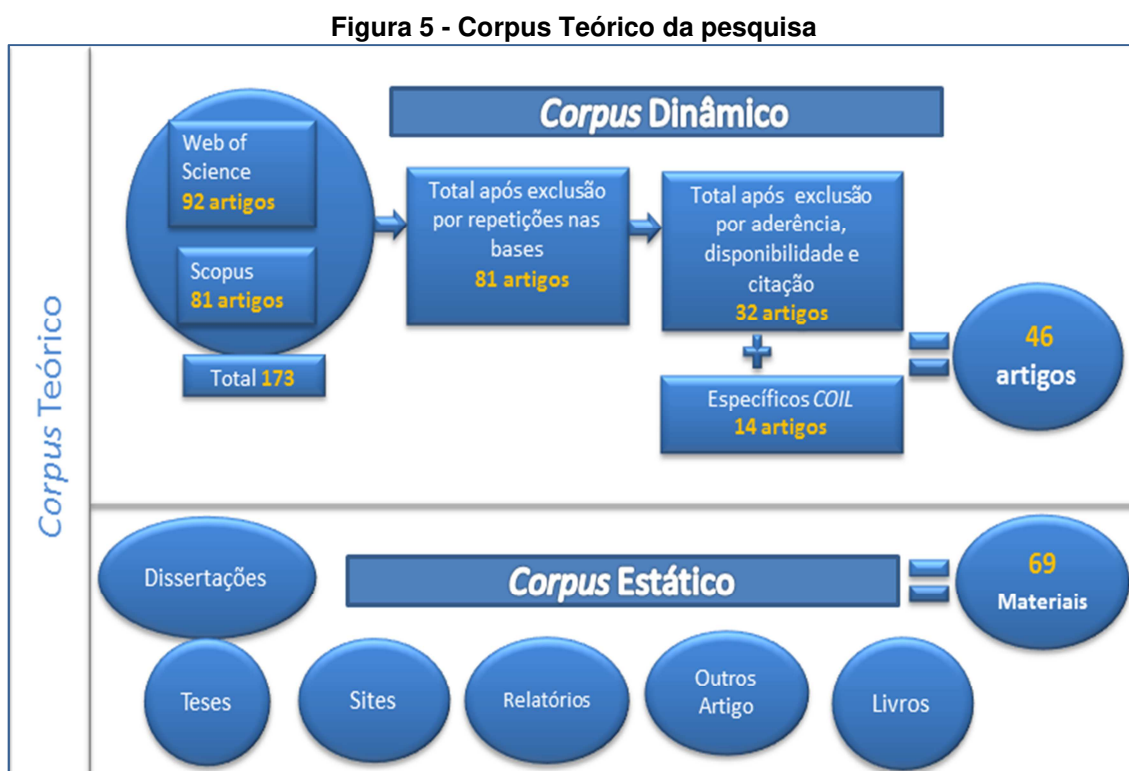 Figura 5 - Corpus Teórico da pesquisa
Corpus Teórico
Corpus Dinâmico
Web of
Science
92 artigos
Scopus
81 artigos
Total 173
Total após exclusão
por repetições nas
bases
81 artigos
Total após exclusão
por aderência,
disponibilidade e
citação
32 artigos
+
Específicos COIL
14 artigos
=
46
artigos
Corpus Estático
=
69
Materiais
Dissertações
Teses
Sites
Relatórios
Outros
Artigo
Livros